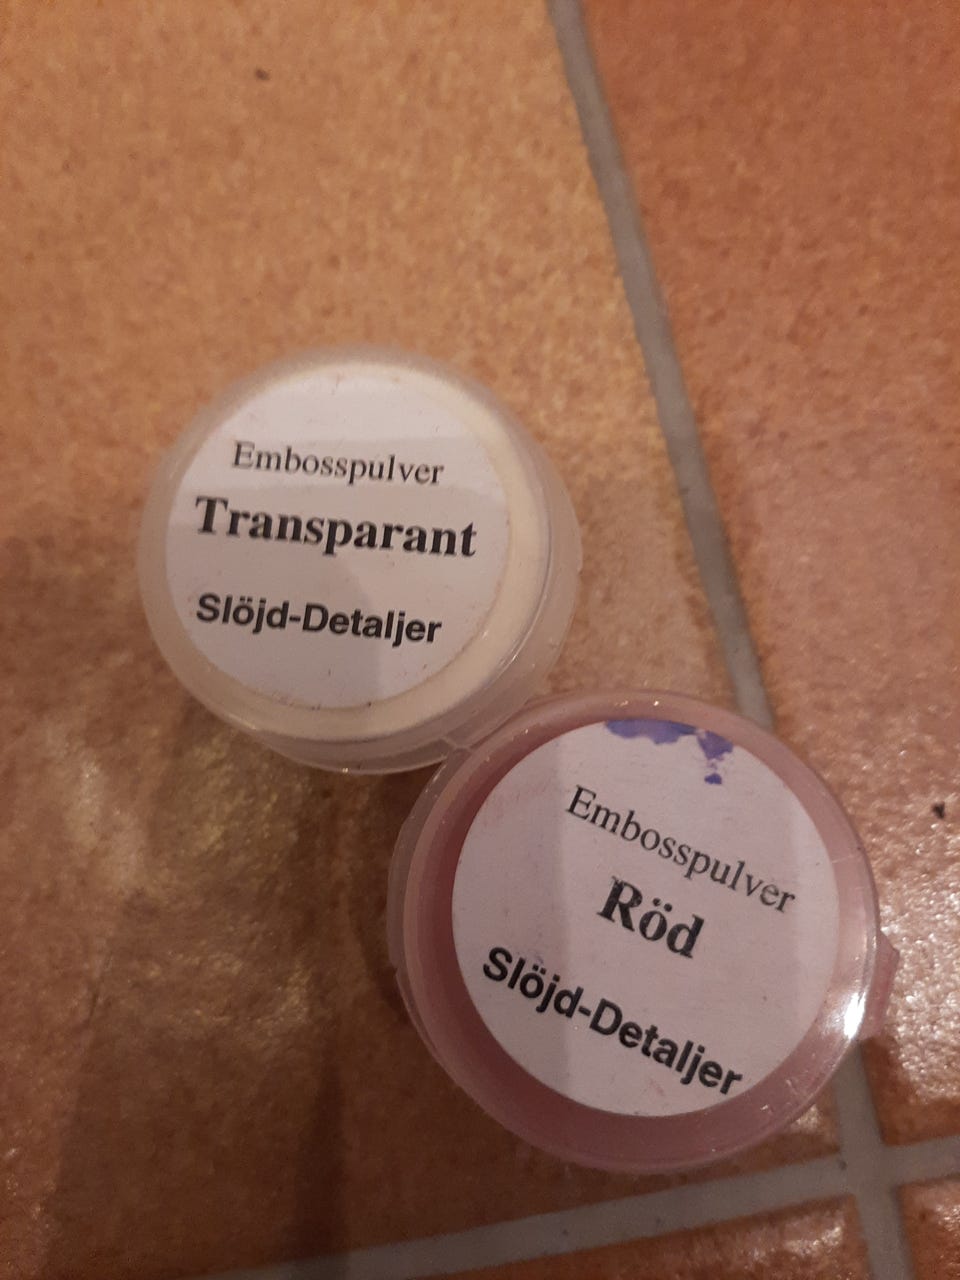 Embosspulver
Transparant
Slöjd-Detaljer
Embosspulver
Röd
Slöjd-Detaljer